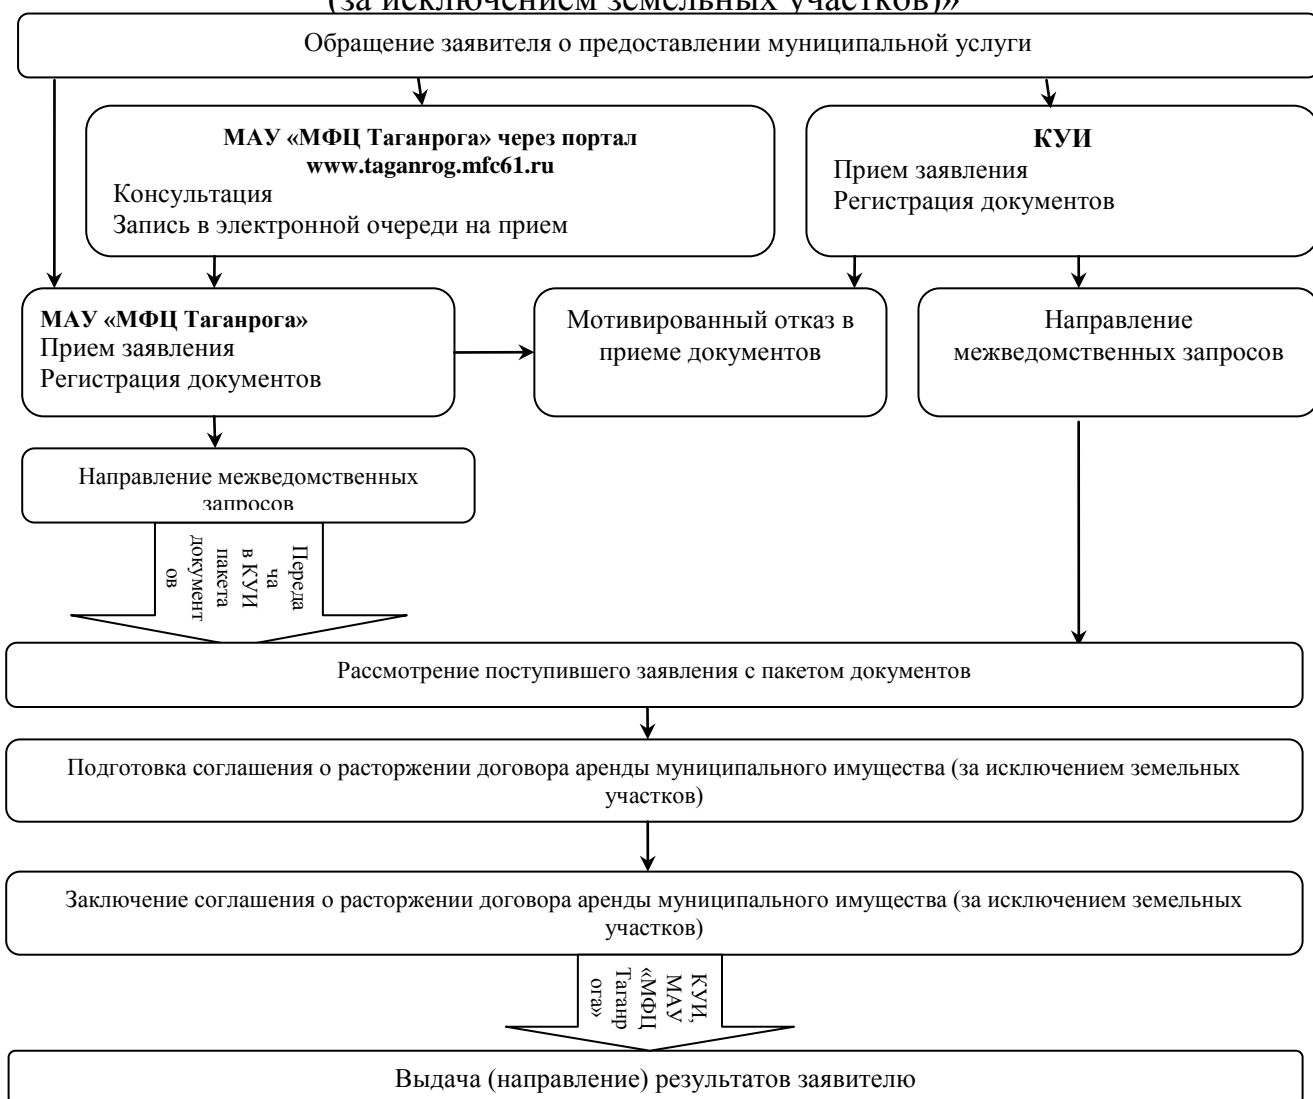 (за исключением земельных участков)»
Обращение заявителя о предоставлении муниципальной услуги
МАУ «МФЦ Таганрога» через портал
www.taganrog.mfc61.ru
Консультация
Запись в электронной очереди на прием
КУИ
Прием заявления
Регистрация документов
МАУ «МФЦ Таганрога»
Прием заявления
Регистрация документов
Мотивированный отказ в
приеме документов
Направление
межведомственных запросов
Направление межведомственных
запросов
Переда
ча
в КУИ
пакета
документ
ов
Рассмотрение поступившего заявления с пакетом документов
Подготовка соглашения о расторжении договора аренды муниципального имущества (за исключением земельных
участков)
Заключение соглашения о расторжении договора аренды муниципального имущества (за исключением земельных
участков)
КУИ,
МАУ
«МФЦ
Таганр
ога»
Выдача (направление) результатов заявителю